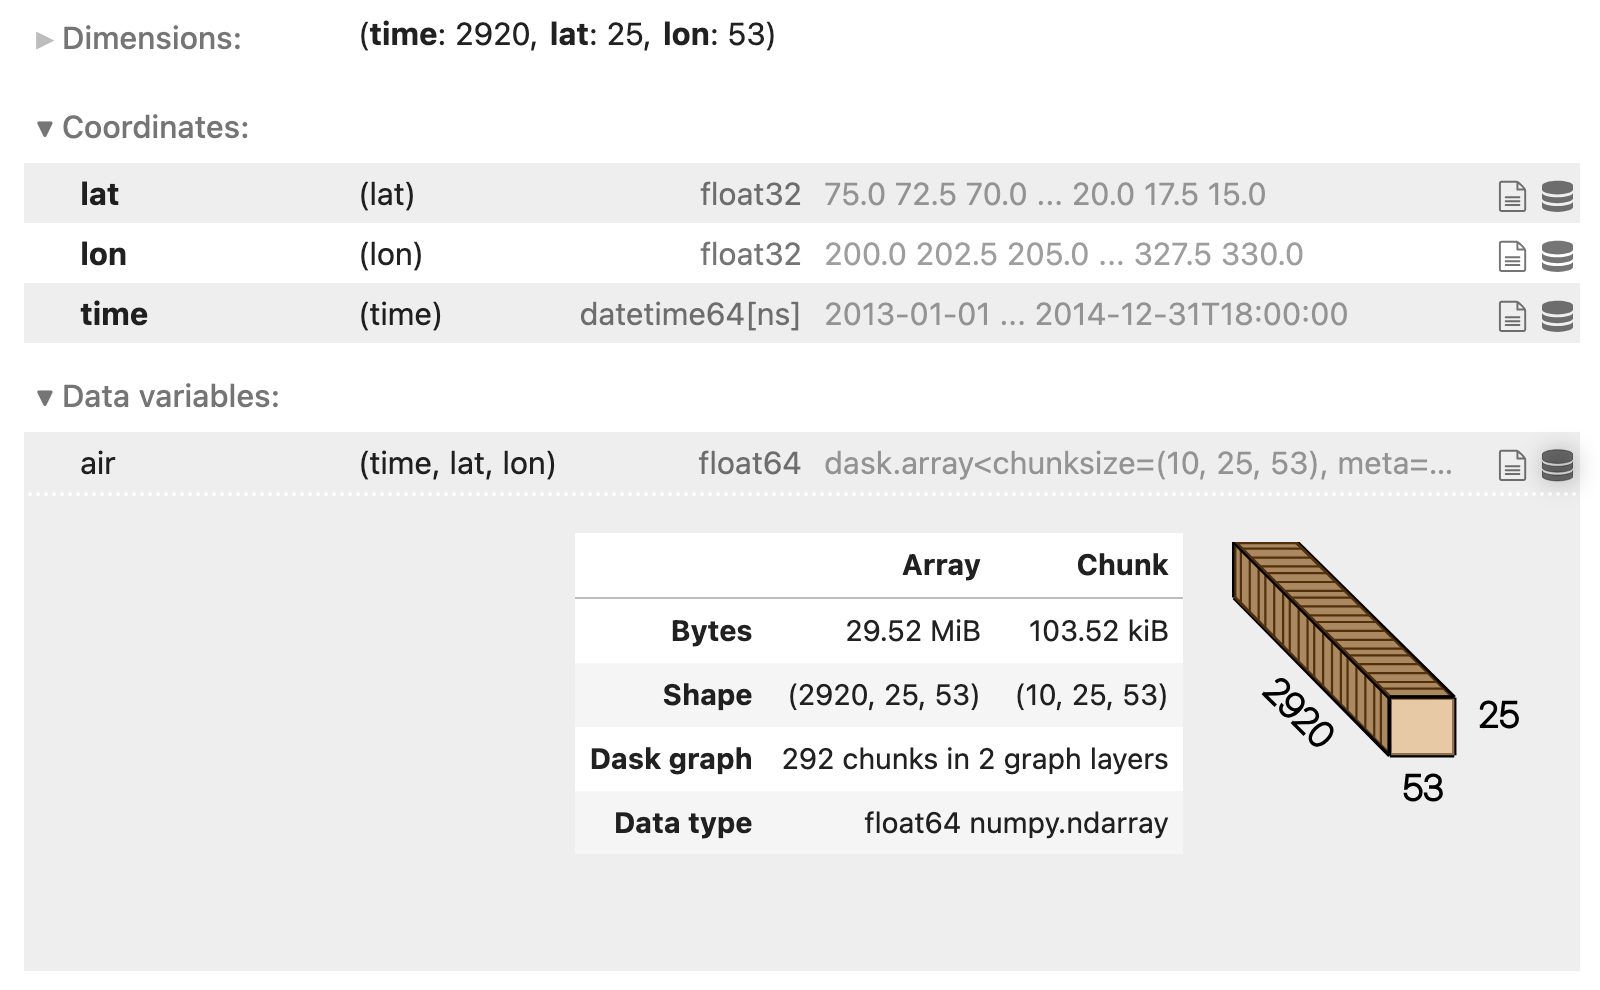 ▶ Dimensions: (time: 2920, lat: 25, lon: 53)
▼ Coordinates:
lat (lat) float32 75.0 72.5 70.0 ... 20.0 17.5 15.0
lon (lon) float32 200.0 202.5 205.0 ... 327.5 330.0
time (time) datetime64[ns] 2013-01-01 ... 2014-12-31T18:00:00
▼ Data variables:
air (time, lat, lon) float64 dask.array<chunksize=(10, 25, 53), meta=...
Array Chunk
Bytes 29.52 MiB 103.52 kiB
Shape (2920, 25, 53) (10, 25, 53)
Dask graph 292 chunks in 2 graph layers
Data type float64 numpy.ndarray
2920
25
53